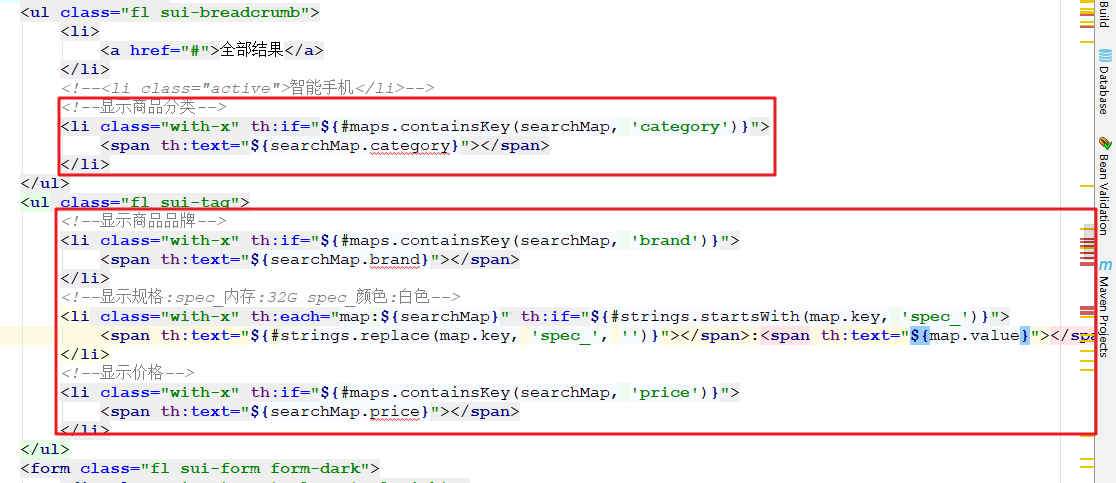 <ul class="fl sui-breadcrumb">
<li>
<a href="#">全部结果</a>
</li>
<!--<li class="active">智能手机</li>-->
<!--显示商品分类-->
<li class="with-x" th:if="${#maps.containsKey(searchMap, 'category')}">
<span th:text="${searchMap.category}"></span>
</li>
</ul>
<ul class="fl sui-tag">
<!--显示商品品牌-->
<li class="with-x" th:if="${#maps.containsKey(searchMap, 'brand')}">
<span th:text="${searchMap.brand}"></span>
</li>
<!--显示规格:spec_内存:32G spec_颜色:白色-->
<li class="with-x" th:each="map:${searchMap}" th:if="${#strings.startsWith(map.key, 'spec_')}">
<span th:text="${#strings.replace(map.key, 'spec_', '')}"></span>:<span th:text="${map.value}"></spa
</li>
<!--显示价格-->
<li class="with-x" th:if="${#maps.containsKey(searchMap, 'price')}">
<span th:text="${searchMap.price}"></span>
</li>
</ul>
<form class="fl sui-form form-dark">
Build
Database
Bean Validation
m Maven Projects